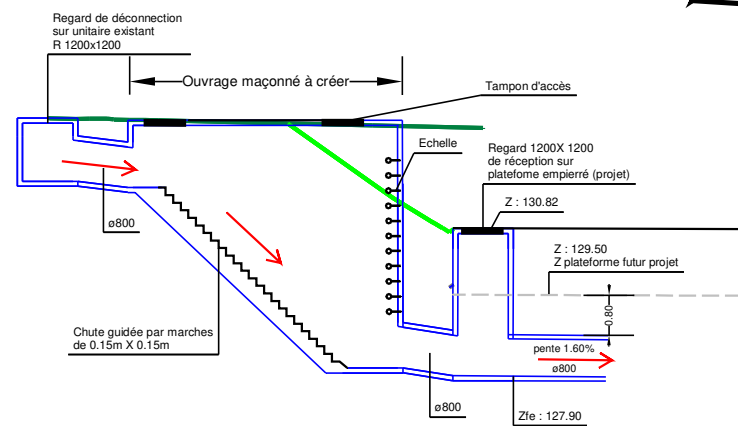 Regard de déconnection
sur unitaire existant
R 1200x1200
Ouvrage maçonné à créer
Tampon d'accès
Echelle
Regard 1200X 1200
de réception sur
platefome empierré (projet)
Z : 130.82
ø800
Z : 129.50
Z plateforme futur projet
0.80
Chute guidée par marches
de 0.15m X 0.15m
pente 1.60%
ø800
ø800
Zfe : 127.90